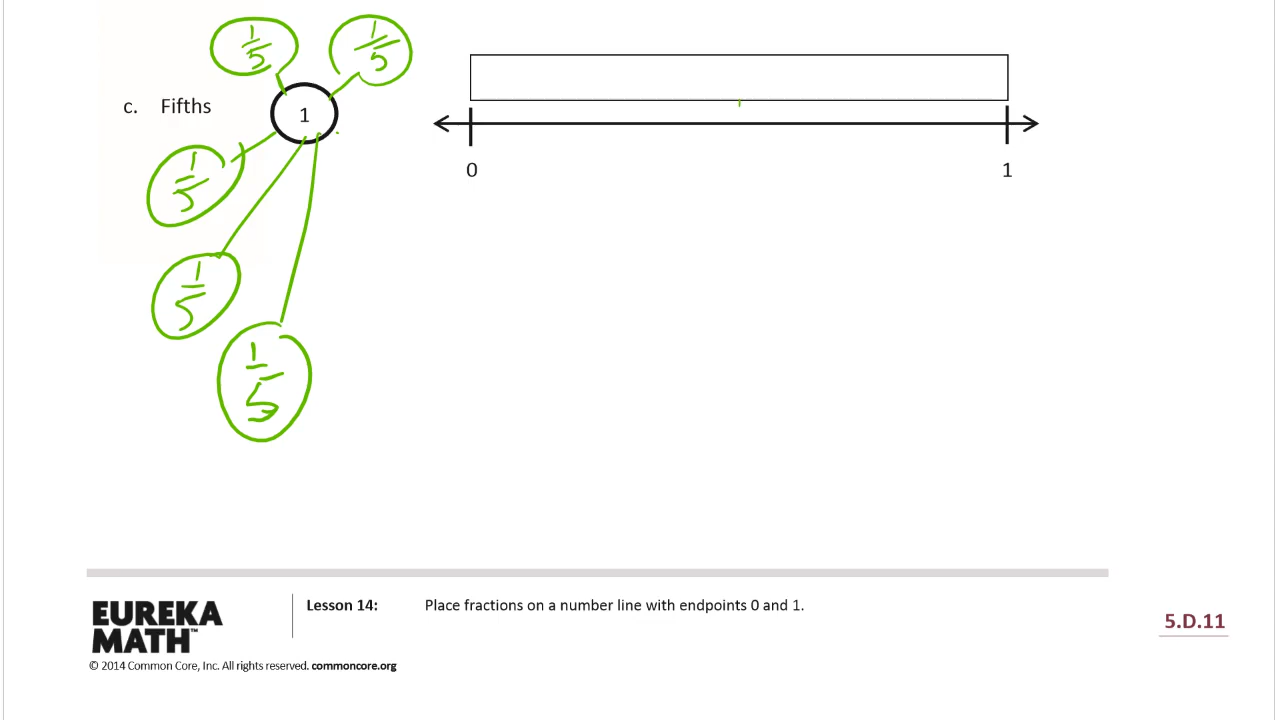 1/5 1/5
c. Fifths 1
1/5
0 1
1/5
1/5
EUREKA
MATH™
Lesson 14: Place fractions on a number line with endpoints 0 and 1.
5.D.11
© 2014 Common Core, Inc. All rights reserved. commoncore.org